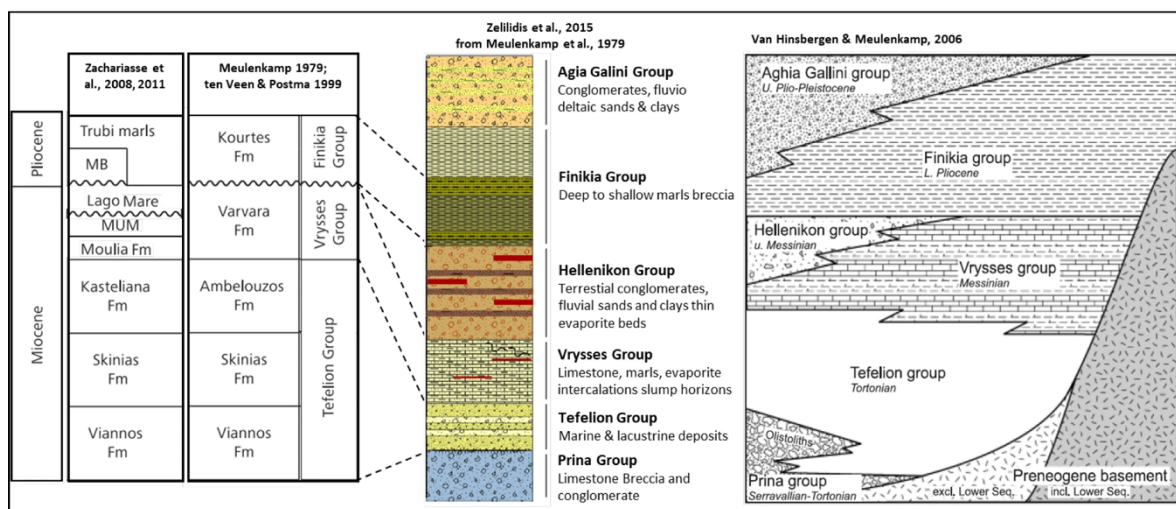 Zachariasse et
al., 2008, 2011
Meulenkamp 1979;
ten Veen & Postma 1999
Pliocene
Miocene
Trubi marls
MB
Lago Mare
MUM
Moulia Fm
Kasteliana
Fm
Skinias
Fm
Viannos
Fm
Kourtes
Fm
Varvara
Fm
Ambelouzos
Fm
Skinias
Fm
Viannos
Fm
Finikia
Group
Vrysses
Group
Tefelion Group
Zelilidis et al., 2015
from Meulenkamp et al., 1979
Agia Galini Group
Conglomerates, fluvio
deltaic sands & clays
Finikia Group
Deep to shallow marls breccia
Hellenikon Group
Terrestial conglomerates,
fluvial sands and clays thin
evaporite beds
Vrysses Group
Limestone, marls, evaporite
intercalations slump horizons
Tefelion Group
Marine & lacustrine deposits
Prina Group
Limestone Breccia and
conglomerate
Van Hinsbergen & Meulenkamp, 2006
Aghia Gallini group
U. Plio-Pleistocene
Finikia group
L. Pliocene
Hellenikon group
u. Messinian
Vrysses group
Messinian
Tefelion group
Tortonian
Olistoliths
Prina group
Serravallian-Tortonian
excl. Lower Seq.
Preneogene basement
incl. Lower Seq.